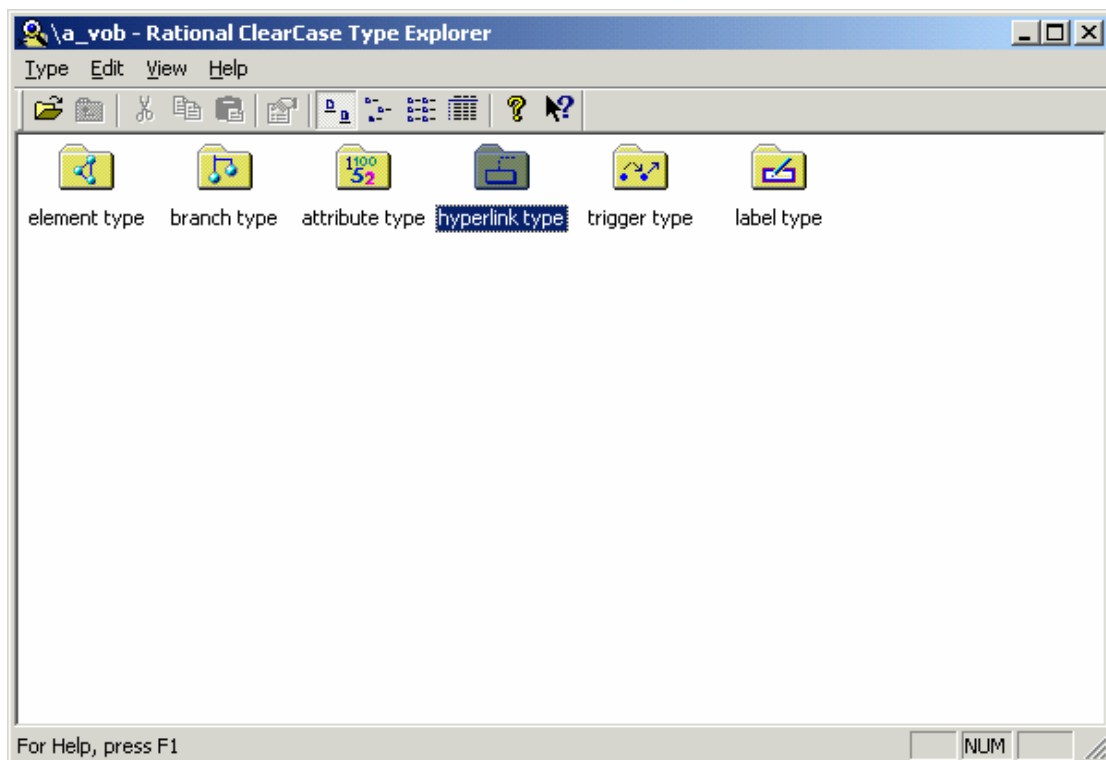 \a_vob - Rational ClearCase Type Explorer
Type Edit View Help
element type branch type attribute type hyperlink type trigger type label type
For Help, press F1 NUM